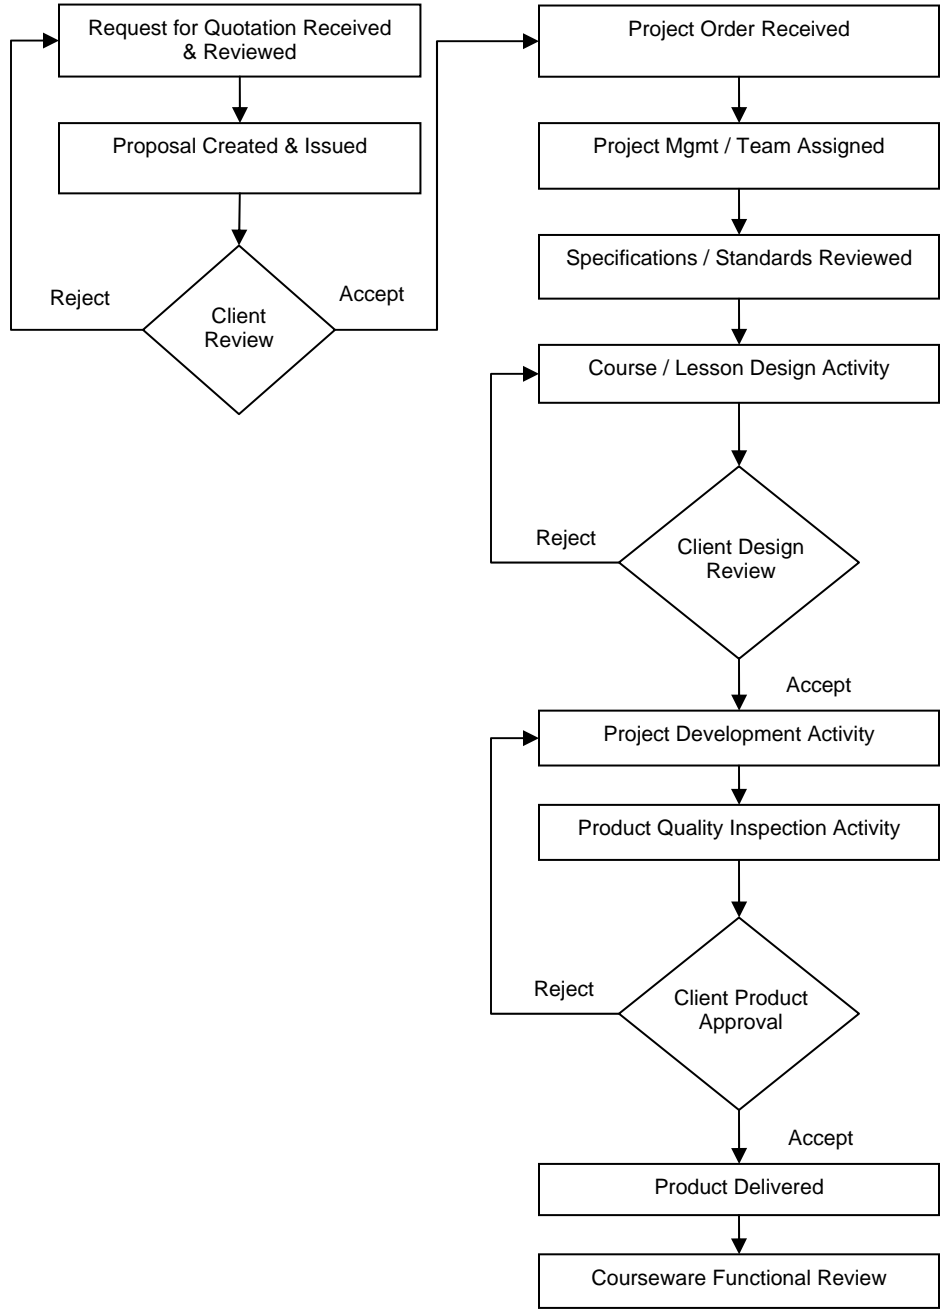 Request for Quotation Received
& Reviewed
Proposal Created & Issued
Reject
Accept
Client
Review
Project Order Received
Project Mgmt / Team Assigned
Specifications / Standards Reviewed
Course / Lesson Design Activity
Reject
Client Design
Review
Accept
Project Development Activity
Product Quality Inspection Activity
Reject
Client Product
Approval
Accept
Product Delivered
Courseware Functional Review